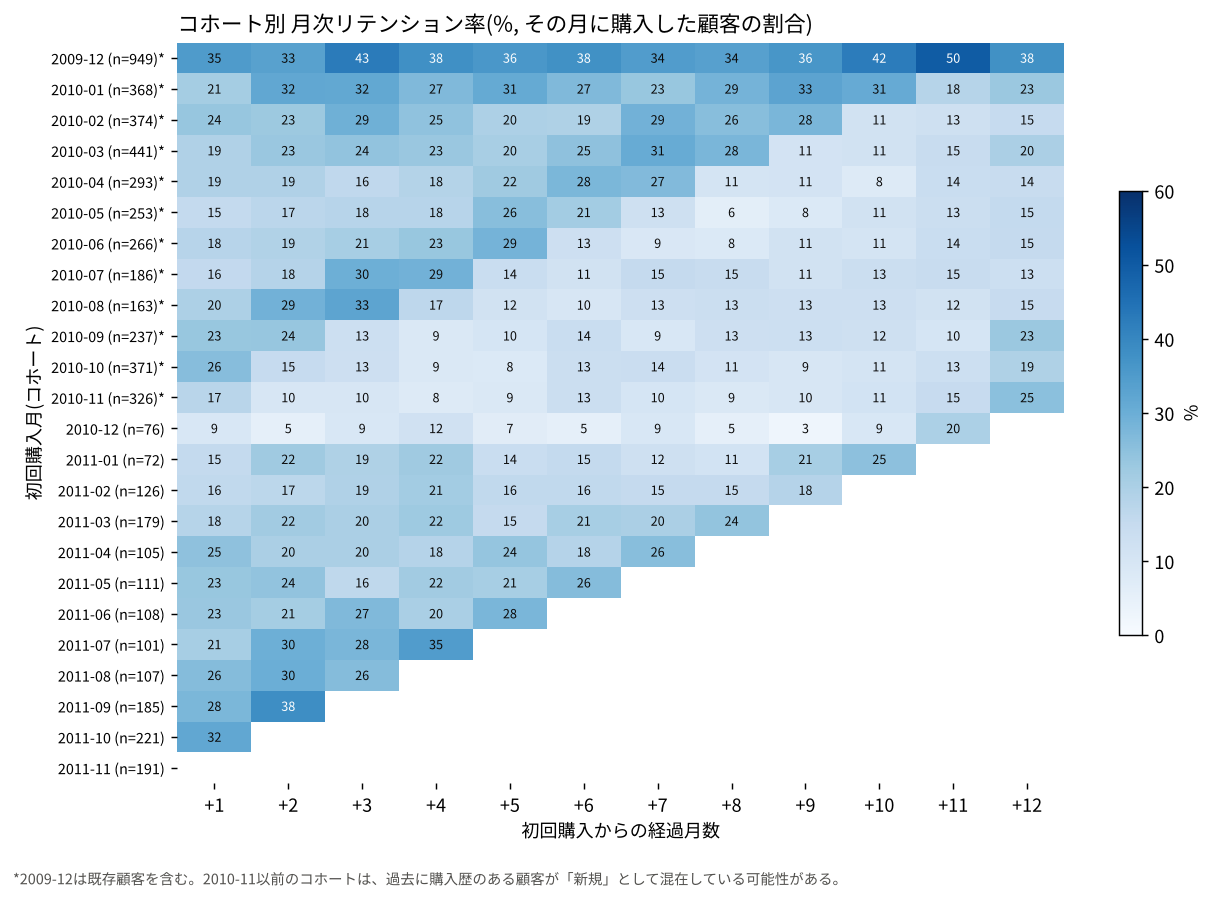 コホート別 月次リテンション率(%, その月に購入した顧客の割合)
2009-12 (n=949)* 35 33 43 38 36 38 34 34 36 42 50 38
2010-01 (n=368)* 21 32 32 27 31 27 23 29 33 31 18 23
2010-02 (n=374)* 24 23 29 25 20 19 29 26 28 11 13 15
2010-03 (n=441)* 19 23 24 23 20 25 31 28 11 11 15 20
2010-04 (n=293)* 19 19 16 18 22 28 27 11 11 8 14 14
2010-05 (n=253)* 15 17 18 18 26 21 13 6 8 11 13 15
2010-06 (n=266)* 18 19 21 23 29 13 9 8 11 11 14 15
2010-07 (n=186)* 16 18 30 29 14 11 15 15 11 13 15 13
2010-08 (n=163)* 20 29 33 17 12 10 13 13 13 13 12 15
2010-09 (n=237)* 23 24 13 9 10 14 9 13 13 12 10 23
2010-10 (n=371)* 26 15 13 9 8 13 14 11 9 11 13 19
2010-11 (n=326)* 17 10 10 8 9 13 10 9 10 11 15 25
2010-12 (n=76) 9 5 9 12 7 5 9 5 3 9 20
2011-01 (n=72) 15 22 19 22 14 15 12 11 21 25
2011-02 (n=126) 16 17 19 21 16 16 15 15 18
2011-03 (n=179) 18 22 20 22 15 21 20 24
2011-04 (n=105) 25 20 20 18 24 18 26
2011-05 (n=111) 23 24 16 22 21 26
2011-06 (n=108) 23 21 27 20 28
2011-07 (n=101) 21 30 28 35
2011-08 (n=107) 26 30 26
2011-09 (n=185) 28 38
2011-10 (n=221) 32
2011-11 (n=191)
+1 +2 +3 +4 +5 +6 +7 +8 +9 +10 +11 +12
初回購入からの経過月数
初回購入月(コホート)
60
50
40
30
20
10
0
%
*2009-12は既存顧客を含む。2010-11以前のコホートは、過去に購入歴のある顧客が「新規」として混在している可能性がある。